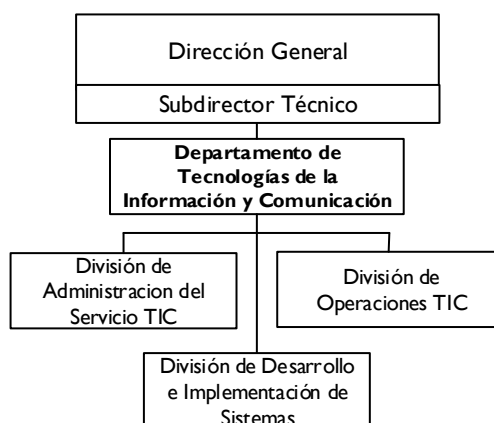 Dirección General
Subdirector Técnico
Departamento de
Tecnologías de la
Información y Comunicación
División de
Administracion del
Servicio TIC
División de
Operaciones TIC
División de Desarrollo
e Implementación de
Sistemas